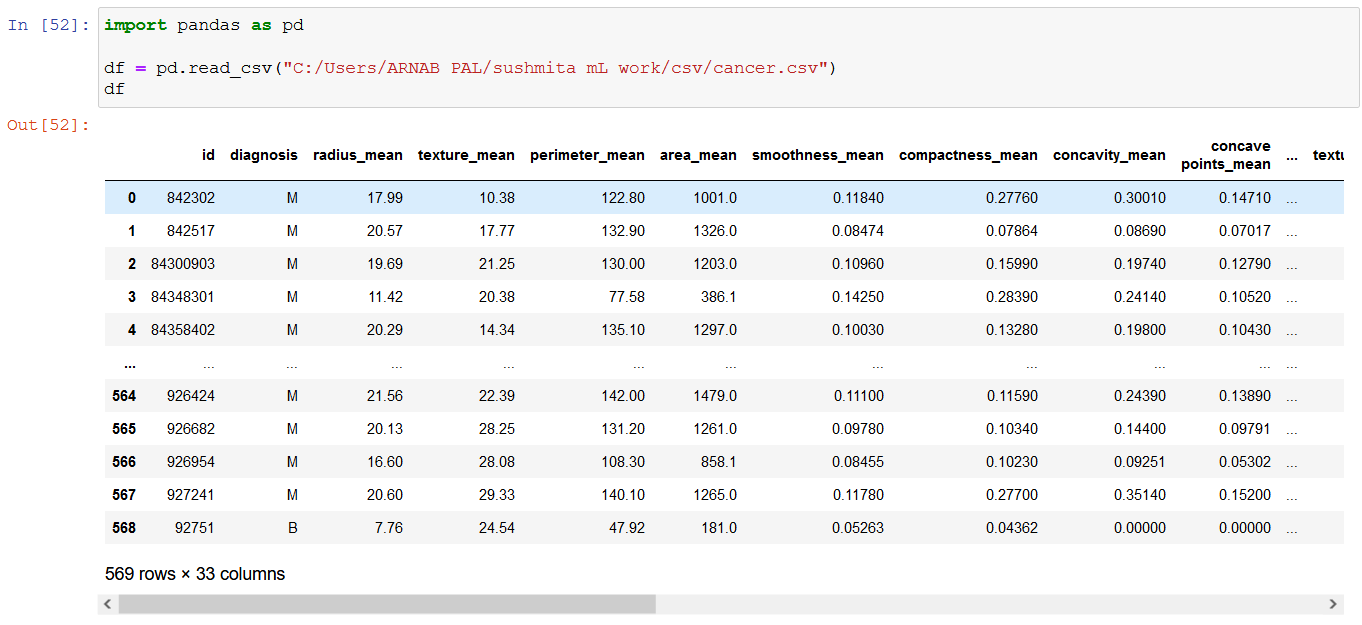 In [52]: import pandas as pd
df = pd.read_csv("C:/Users/ARNAB PAL/sushmita mL work/csv/cancer.csv")
df
Out[52]:
id diagnosis radius_mean texture_mean perimeter_mean area_mean smoothness_mean compactness_mean concavity_mean concave points_mean ... textu
0 842302 M 17.99 10.38 122.80 1001.0 0.11840 0.27760 0.30010 0.14710 ...
1 842517 M 20.57 17.77 132.90 1326.0 0.08474 0.07864 0.08690 0.07017 ...
2 84300903 M 19.69 21.25 130.00 1203.0 0.10960 0.15990 0.19740 0.12790 ...
3 84348301 M 11.42 20.38 77.58 386.1 0.14250 0.28390 0.24140 0.10520 ...
4 84358402 M 20.29 14.34 135.10 1297.0 0.10030 0.13280 0.19800 0.10430 ...
... ... ... ... ... ... ... ... ... ... ... ...
564 926424 M 21.56 22.39 142.00 1479.0 0.11100 0.11590 0.24390 0.13890 ...
565 926682 M 20.13 28.25 131.20 1261.0 0.09780 0.10340 0.14400 0.09791 ...
566 926954 M 16.60 28.08 108.30 858.1 0.08455 0.10230 0.09251 0.05302 ...
567 927241 M 20.60 29.33 140.10 1265.0 0.11780 0.27700 0.35140 0.15200 ...
568 92751 B 7.76 24.54 47.92 181.0 0.05263 0.04362 0.00000 0.00000 ...
569 rows × 33 columns